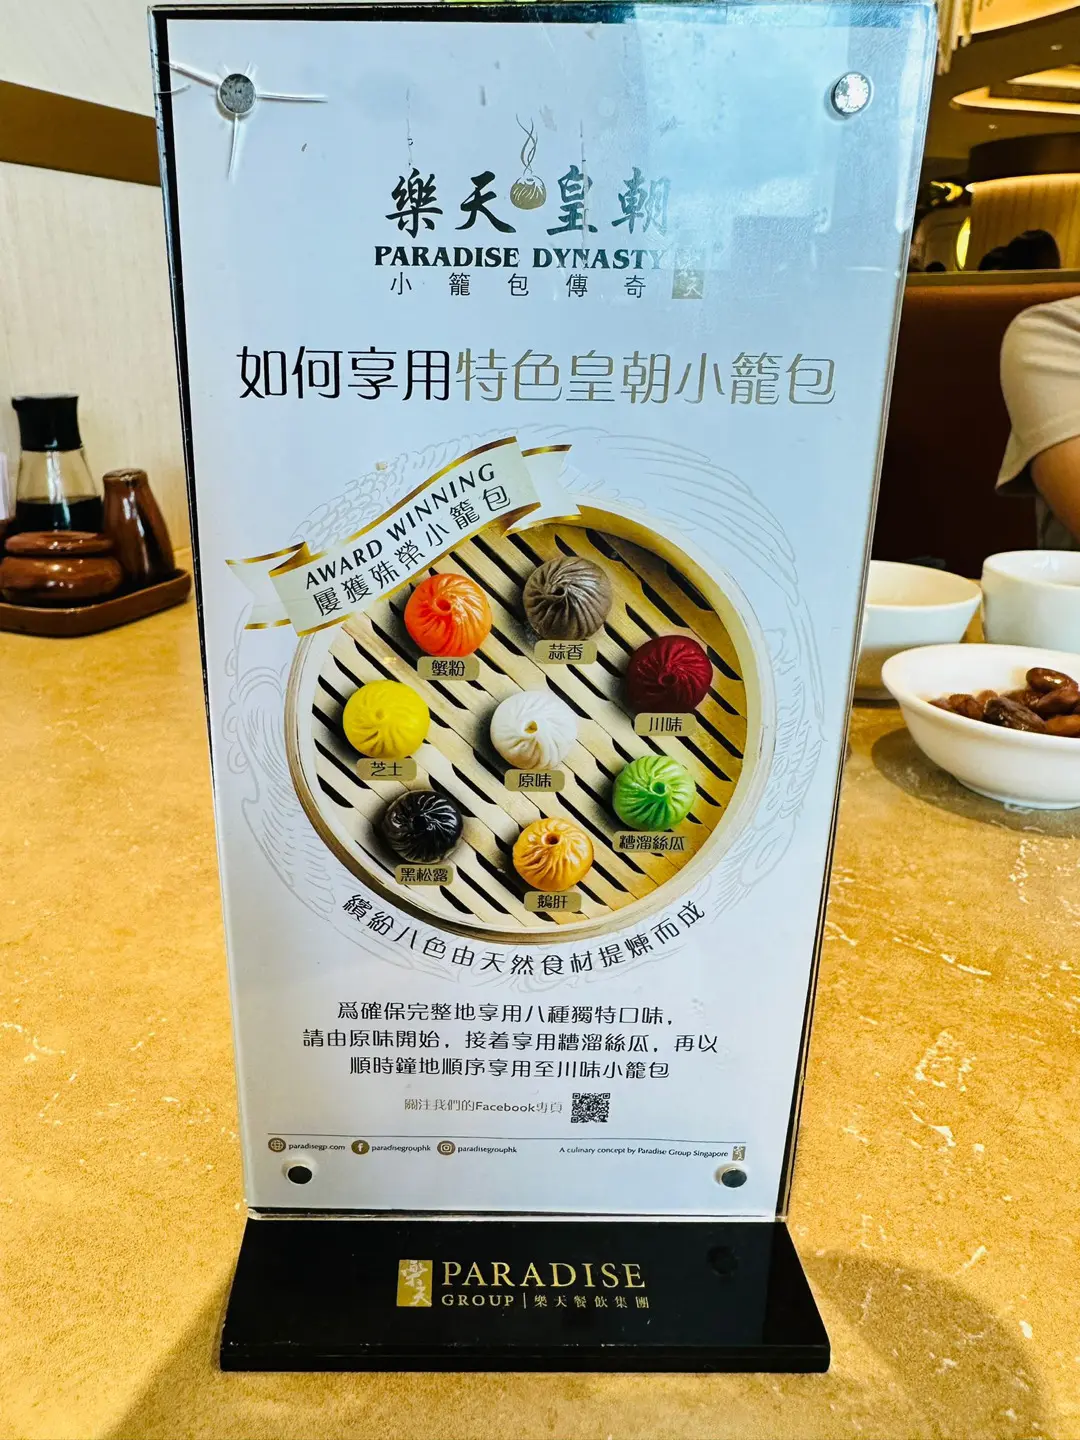 樂天皇朝
PARADISE DYNASTY
小籠包傳奇
樂天
如何享用特色皇朝小籠包
AWARD WINNING
屢獲殊榮小籠包
蟹粉
蒜香
川味
芝士
原味
糟溜絲瓜
黑松露
鵝肝
繽紛八色由天然食材提煉而成
爲確保完整地享用八種獨特口味，
請由原味開始，接着享用糟溜絲瓜，再以
順時鐘地順序享用至川味小籠包
關注我們的Facebook專頁
paradisegp.com paradisegrouphk paradisegrouphk A culinary concept by Paradise Group Singapore
樂天
PARADISE
GROUP | 樂天餐飲集團